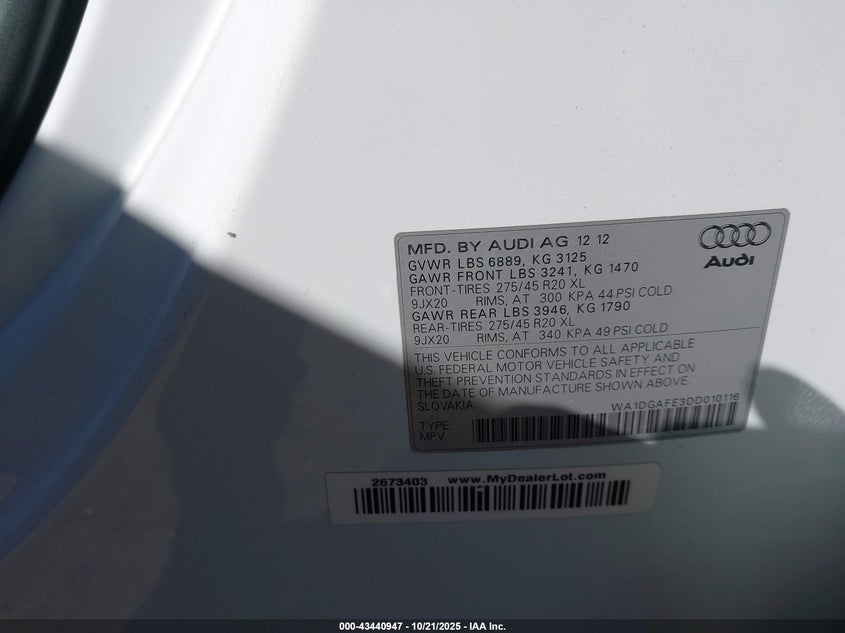 MFD. BY AUDI AG 12 12
GVWR LBS 6889, KG 3125
GAWR FRONT LBS 3241, KG 1470
FRONT-TIRES 275/45 R20 XL
9JX20 RIMS, AT 300 KPA 44 PSI COLD
GAWR REAR LBS 3946, KG 1790
REAR-TIRES 275/45 R20 XL
9JX20 RIMS, AT 340 KPA 49 PSI COLD
THIS VEHICLE CONFORMS TO ALL APPLICABLE
U.S. FEDERAL MOTOR VEHICLE SAFETY AND
THEFT PREVENTION STANDARDS IN EFFECT ON
THE DATE OF MANUFACTURE SHOWN ABOVE.
SLOVAKIA WA1DGAFE3DD010116
TYPE:
MPV
Audi
2673403 www.MyDealerLot.com
000-43440947 - 10/21/2025 - IAA Inc.